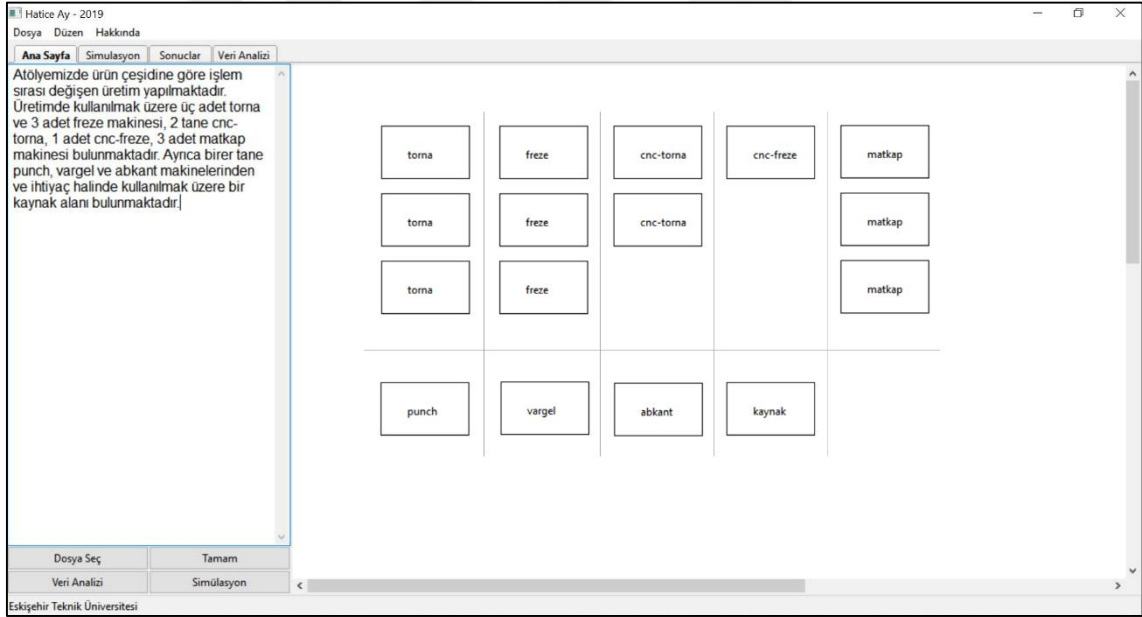 Hatice Ay - 2019
Dosya Düzen Hakkında
Ana Sayfa Simulasyon Sonuclar Veri Analizi
Atölyemizde ürün çeşidine göre işlem
sırası değişen üretim yapılmaktadır.
Üretimde kullanılmak üzere üç adet torna
ve 3 adet freze makinesi, 2 tane cnc-
torna, 1 adet cnc-freze, 3 adet matkap
makinesi bulunmaktadır. Ayrıca birer tane
punch, vargel ve abkant makinelerinden
ve ihtiyaç halinde kullanılmak üzere bir
kaynak alanı bulunmaktadır.
torna freze cnc-torna cnc-freze matkap
torna freze cnc-torna matkap
torna freze matkap
punch vargel abkant kaynak
Dosya Seç Tamam
Veri Analizi Simülasyon
Eskişehir Teknik Üniversitesi